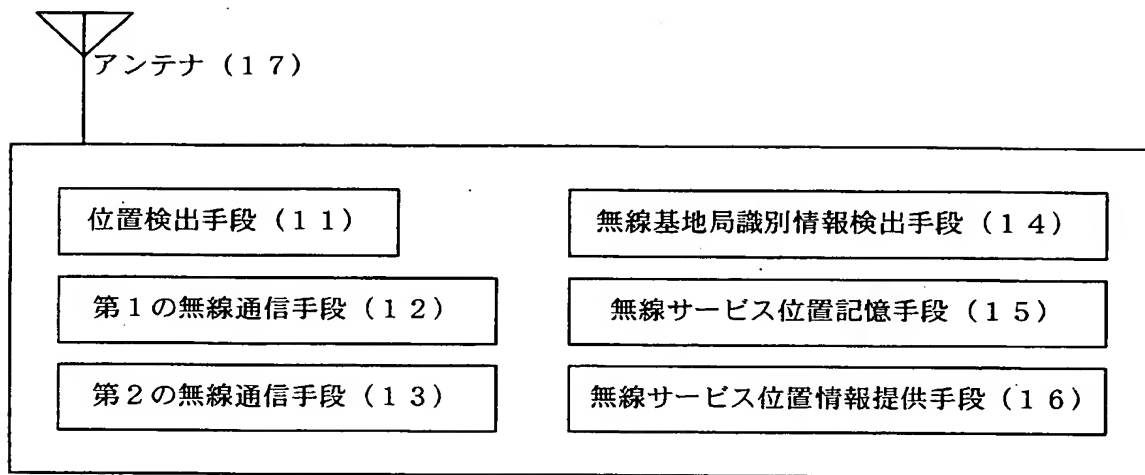 アンテナ（１７）
位置検出手段（１１）
第１の無線通信手段（１２）
第２の無線通信手段（１３）
無線基地局識別情報検出手段（１４）
無線サービス位置記憶手段（１５）
無線サービス位置情報提供手段（１６）